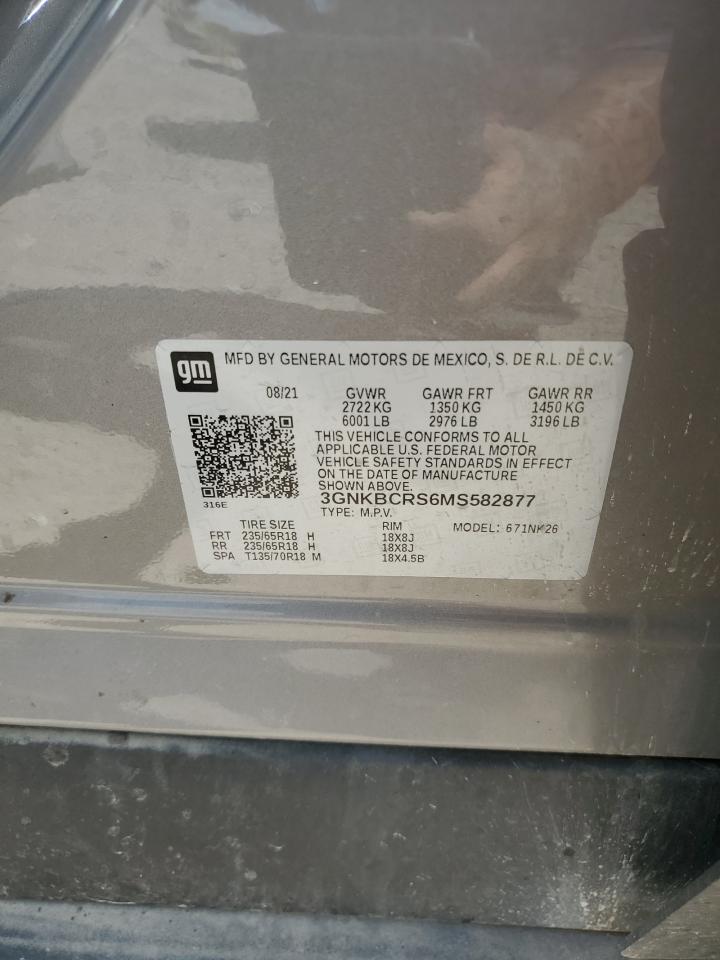 gm MFD BY GENERAL MOTORS DE MEXICO, S. DE R.L. DE C.V.
08/21 GVWR GAWR FRT GAWR RR
2722 KG 1350 KG 1450 KG
6001 LB 2976 LB 3196 LB
THIS VEHICLE CONFORMS TO ALL
APPLICABLE U.S. FEDERAL MOTOR
VEHICLE SAFETY STANDARDS IN EFFECT
ON THE DATE OF MANUFACTURE
SHOWN ABOVE.
316E 3GNKBCRS6MS582877
TYPE: M.P.V.
TIRE SIZE RIM MODEL: 671NK26
FRT 235/65R18 H 18X8J
RR 235/65R18 H 18X8J
SPA T135/70R18 M 18X4.5B